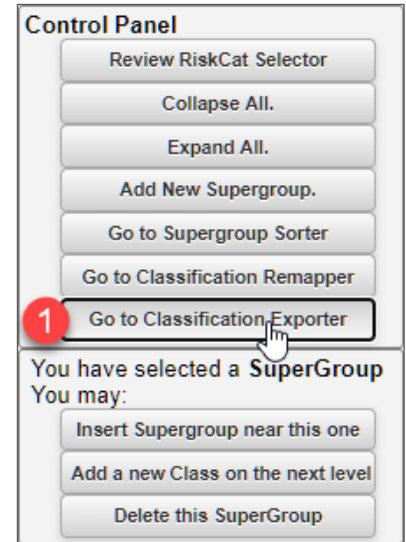 Control Panel
Review RiskCat Selector
Collapse All.
Expand All.
Add New Supergroup.
Go to Supergroup Sorter
Go to Classification Remapper
1 Go to Classification Exporter
You have selected a SuperGroup
You may:
Insert Supergroup near this one
Add a new Class on the next level
Delete this SuperGroup